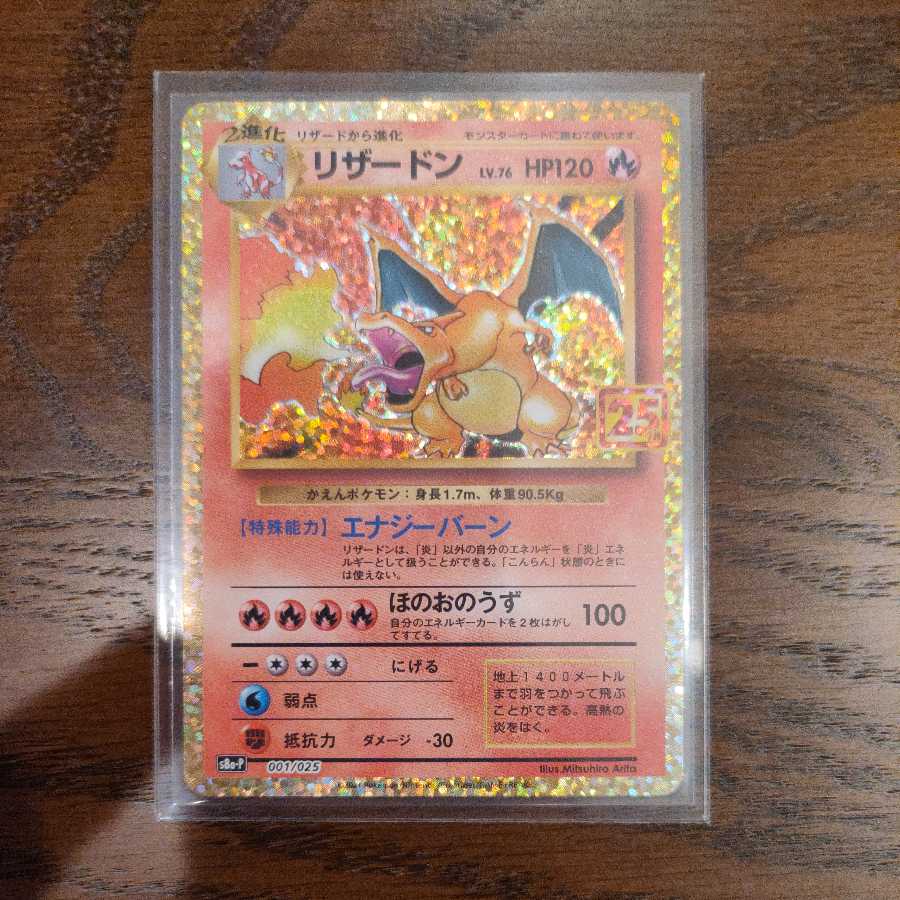 2進化 リザードから進化 モンスターカードに重ねて使います。
リザードン LV.76 HP120
25
かえんポケモン：身長1.7m、体重90.5Kg
【特殊能力】エナジーバーン
リザードンは、「炎」以外の自分のエネルギーを「炎」エネ
ルギーとして扱うことができる。「こんらん」状態のときに
は使えない。
ほのおのうず 100
自分のエネルギーカードを２枚はがし
てすてる。
にげる
弱点
抵抗力 ダメージ -30
地上１４００メートル
まで羽をつかって飛ぶ
ことができる。高熱の
炎をはく。
s8a-P 001/025
Illus.Mitsuhiro Arita